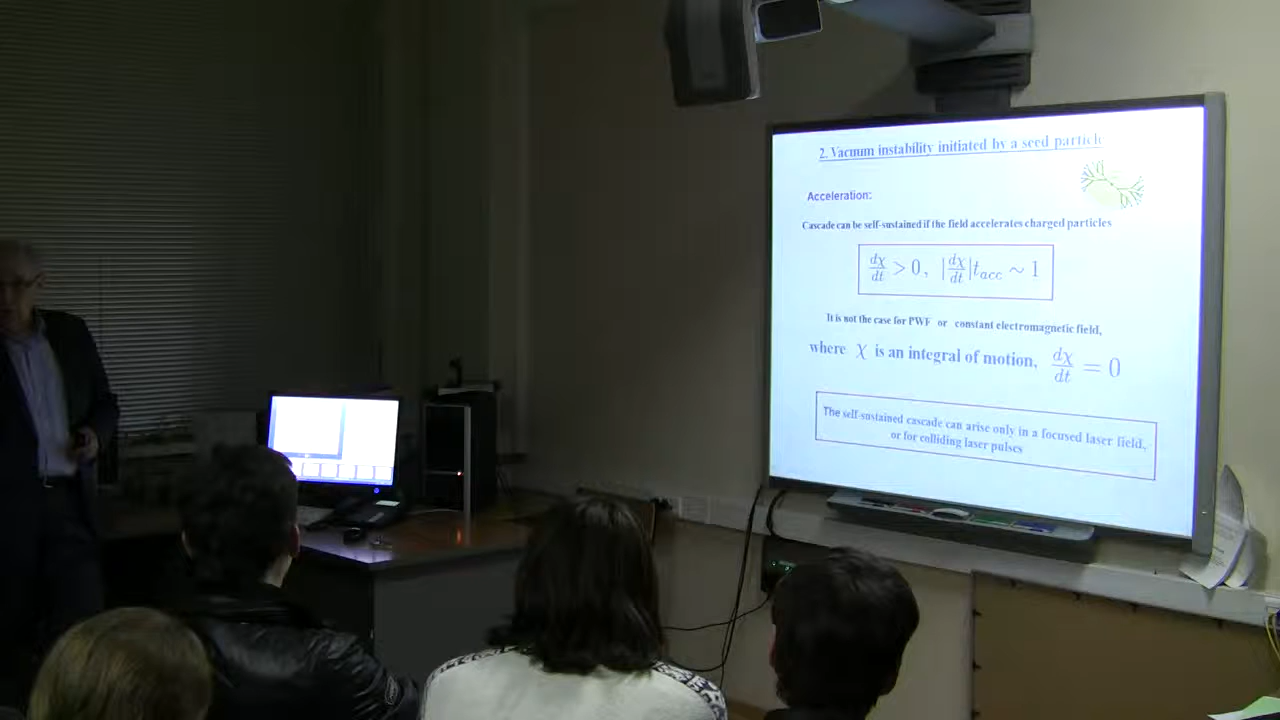 2. Vacuum instability initiated by a seed particle
Acceleration:
Cascade can be self-sustained if the field accelerates charged particles
dχ/dt > 0, |dχ/dt|t_acc ~ 1
It is not the case for PWF or constant electromagnetic field,
where χ is an integral of motion, dχ/dt = 0
The self-sustained cascade can arise only in a focused laser field,
or for colliding laser pulses